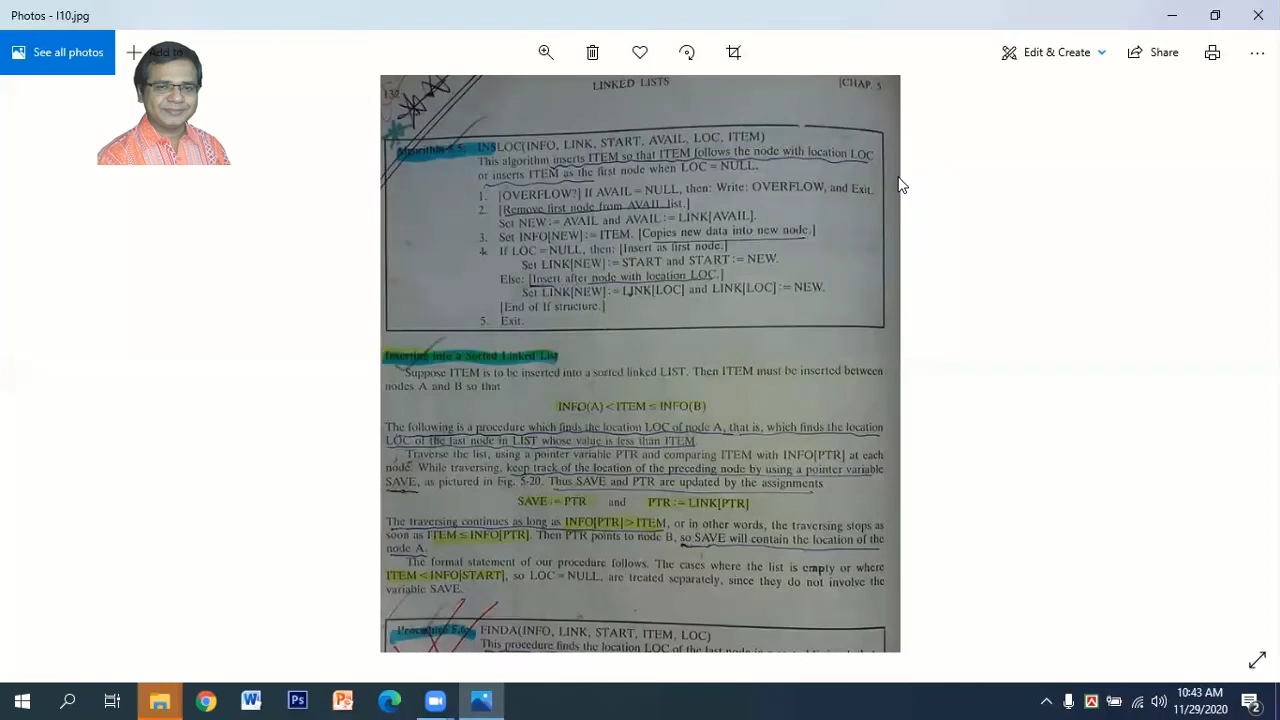 Photos - I10.jpg
See all photos
Add to
Edit & Create
Share
132
LINKED LISTS
[CHAP. 5
Algorithm 5.5: INSLOC(INFO, LINK, START, AVAIL, LOC, ITEM)
This algorithm inserts ITEM so that ITEM follows the node with location LOC
or inserts ITEM as the first node when LOC = NULL.
1. [OVERFLOW?] If AVAIL = NULL, then: Write: OVERFLOW, and Exit.
2. [Remove first node from AVAIL list.]
Set NEW := AVAIL and AVAIL := LINK[AVAIL].
3. Set INFO[NEW] := ITEM. [Copies new data into new node.]
4. If LOC = NULL, then: [Insert as first node.]
Set LINK[NEW] := START and START := NEW.
Else: [Insert after node with location LOC.]
Set LINK[NEW] := LINK[LOC] and LINK[LOC] := NEW.
[End of If structure.]
5. Exit.
Inserting into a Sorted Linked List
Suppose ITEM is to be inserted into a sorted linked LIST. Then ITEM must be inserted between
nodes A and B so that
INFO(A) < ITEM ≤ INFO(B)
The following is a procedure which finds the location LOC of node A, that is, which finds the location
LOC of the last node in LIST whose value is less than ITEM.
Traverse the list, using a pointer variable PTR and comparing ITEM with INFO[PTR] at each
node. While traversing, keep track of the location of the preceding node by using a pointer variable
SAVE, as pictured in Fig. 5-20. Thus SAVE and PTR are updated by the assignments
SAVE := PTR and PTR := LINK[PTR]
The traversing continues as long as INFO[PTR] > ITEM, or in other words, the traversing stops as
soon as ITEM ≤ INFO[PTR]. Then PTR points to node B, so SAVE will contain the location of the
node A.
The formal statement of our procedure follows. The cases where the list is empty or where
ITEM < INFO[START], so LOC = NULL, are treated separately, since they do not involve the
variable SAVE.
Procedure 5.6: FINDA(INFO, LINK, START, ITEM, LOC)
This procedure finds the location LOC of the last node in a sorted
10:43 AM
11/29/2020
2